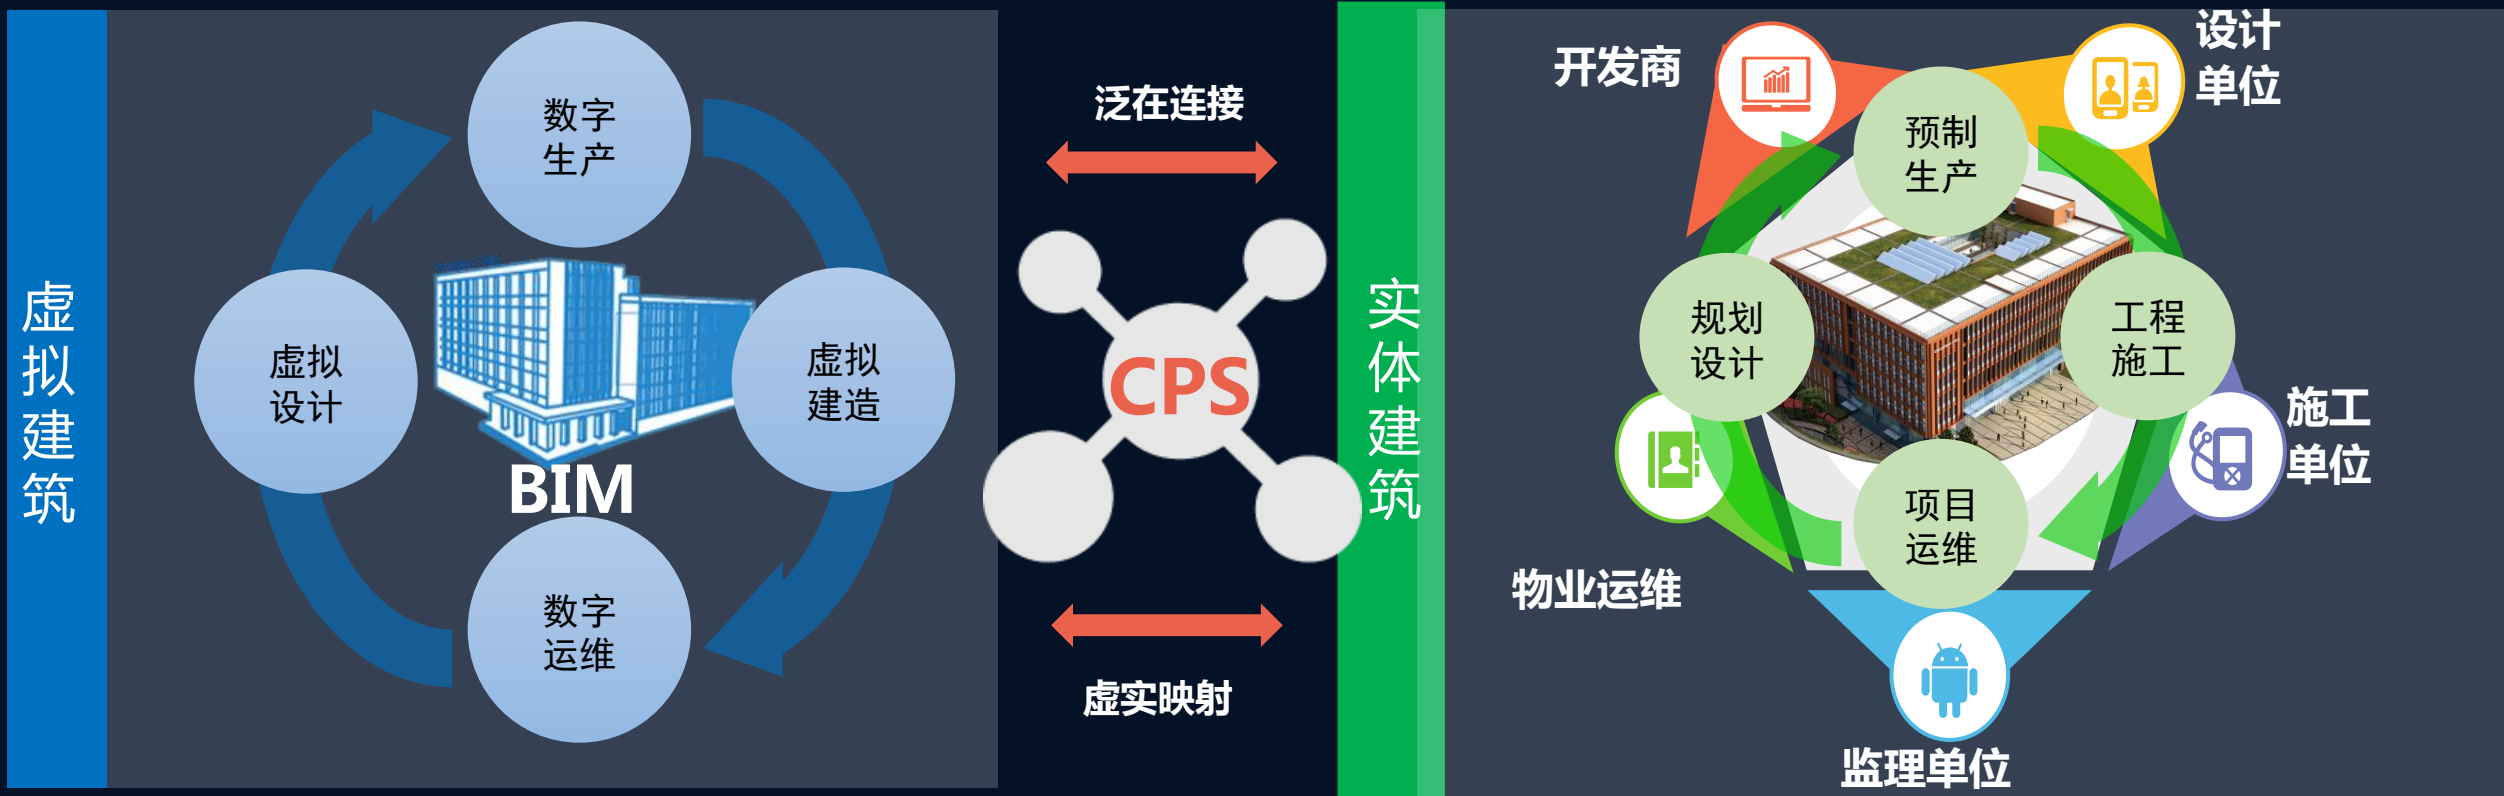 虚拟建筑
数字
生产
虚拟
设计
虚拟
建造
BIM
数字
运维
泛在连接
CPS
虚实映射
实体建筑
开发商
设计
单位
预制
生产
规划
设计
工程
施工
施工
单位
项目
运维
物业运维
监理单位